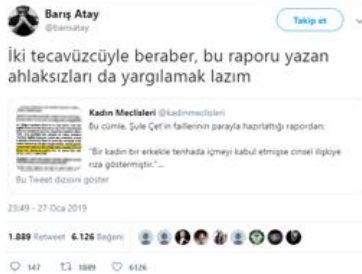 Barış Atay
@barisatay
Takip et
İki tecavüzcüyle beraber, bu raporu yazan
ahlaksızları da yargılamak lazım
Kadın Meclisleri @kadinmeclisleri
Bu cümle, Şule Çet'in faillerinin parayla hazırlattığı rapordan:
"Bir kadın bir erkekle tenhada içmeyi kabul etmişse cinsel ilişkiye
rıza göstermiştir."...
Bu Tweet dizisini göster
23:49 - 27 Oca 2019
1.889 Retweet 6.126 Beğeni
147 1889 6126